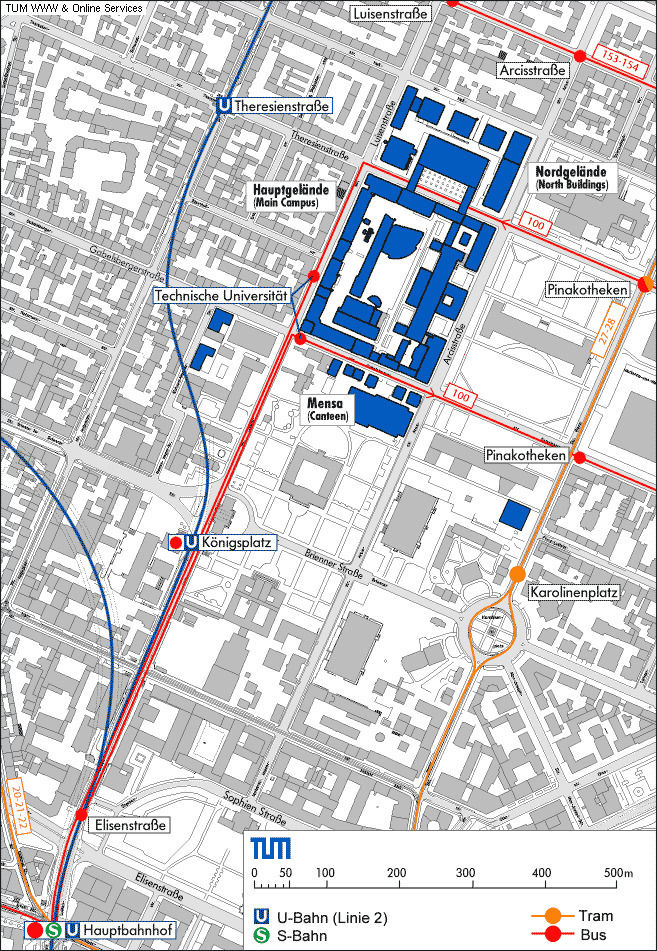 TUM WWW & Online Services
Luisenstraße
153-154
Arcisstraße
Theresienstraße
Luisenstraße
Theresienstraße
Nordgelände
(North Buildings)
Hauptgelände
(Main Campus)
100
Gabelsbergerstraße
Pinakotheken
Technische Universität
27-28
Arcisstraße
100
Mensa
(Canteen)
Pinakotheken
Königsplatz
Brienner Straße
Karolinenplatz
20-21-22
Sophien Straße
Elisenstraße
Elisenstraße
Hauptbahnhof
TUM
0 50 100 200 300 400 500m
U U-Bahn (Linie 2)
S S-Bahn
Tram
Bus